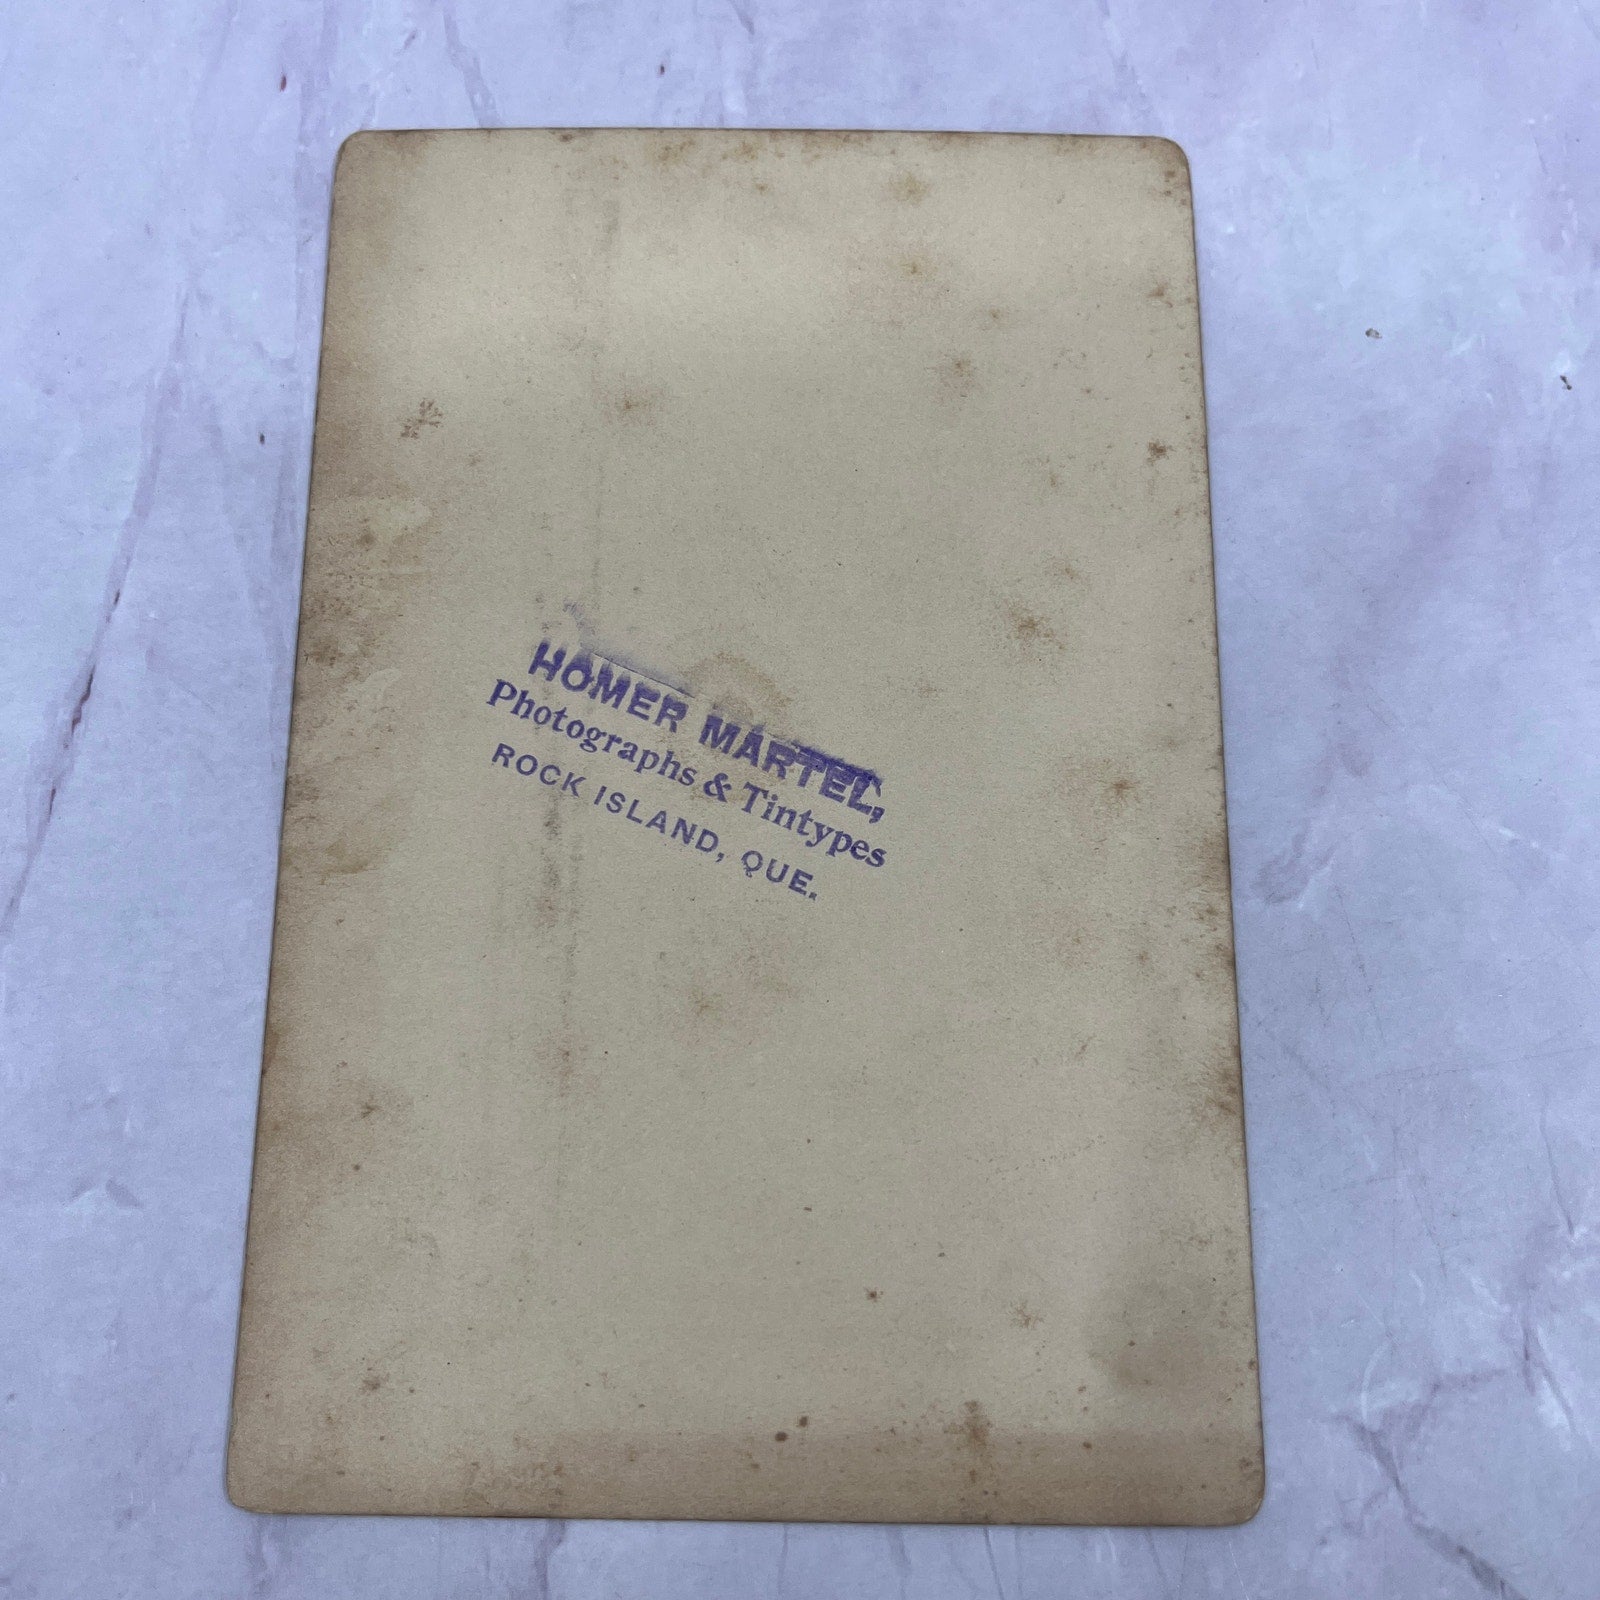 HOMER MARTEL,
Photographs & Tintypes
ROCK ISLAND, QUE.